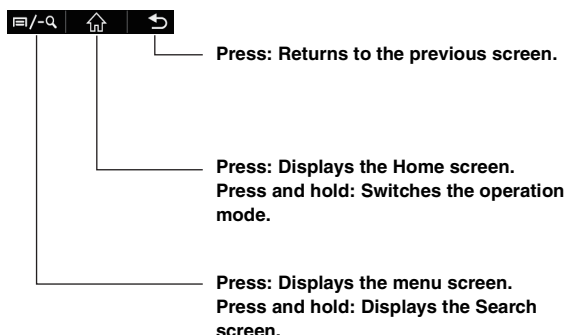 Press: Returns to the previous screen.
Press: Displays the Home screen.
Press and hold: Switches the operation
mode.
Press: Displays the menu screen.
Press and hold: Displays the Search
screen.